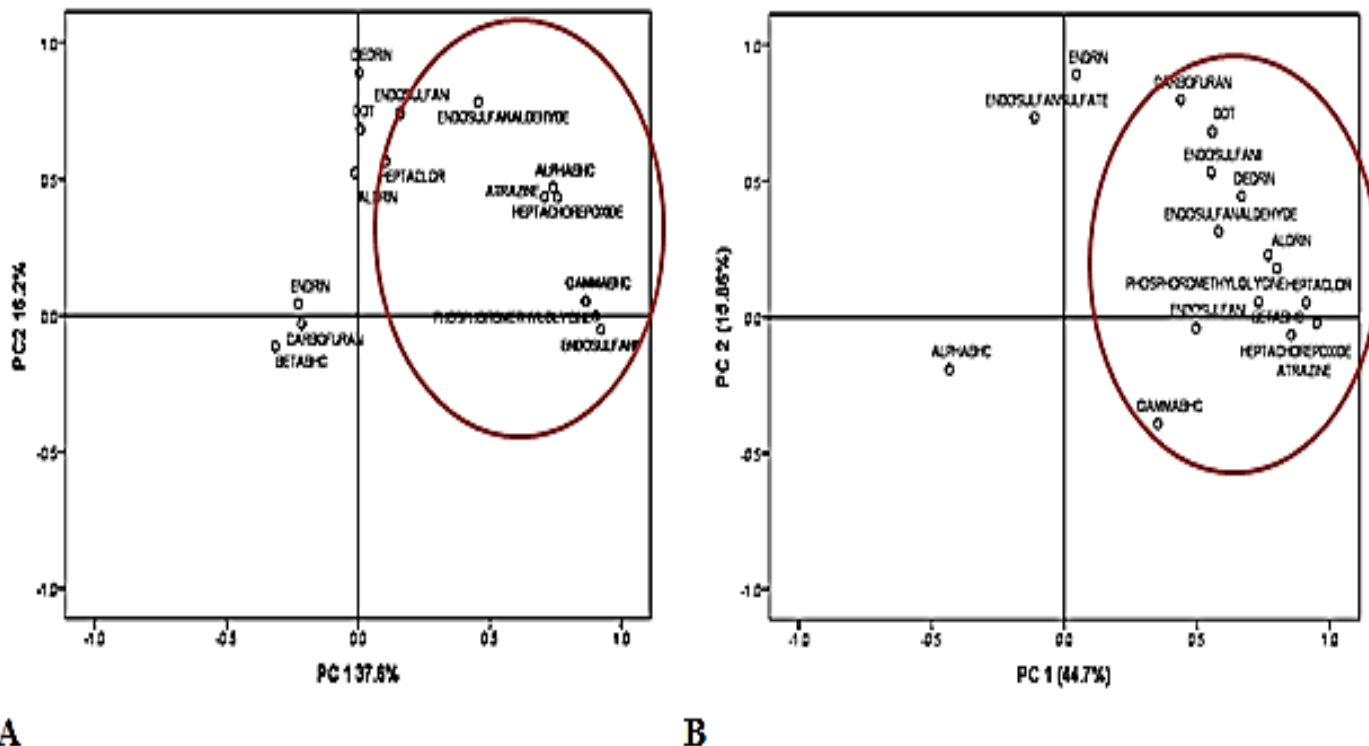 1.0
DIEDRIN
ENDOSULFANI
DDT
ENDOSULFANALDEHYDE
0.5
HEPTACLOR
ALPHABHC
ATRAZINE
ALDRIN
HEPTACHOREPOXIDE
ENDRIN
GAMMABHC
0.0
PHOSPHOROMETHYLGLYCINE
CARBOFURAN
ENDOSULFANII
BETABHC
-0.5
-1.0
PC2 16.2%
-1.0 -0.5 0.0 0.5 1.0
PC 1 37.6%
A
1.0
ENDRIN
CARBOFURAN
ENDOSULFANSULFATE
DDT
ENDOSULFANII
0.5
DIEDRIN
ENDOSULFANALDEHYDE
ALDRIN
PHOSPHOROMETHYLGLYCINE HEPTACLOR
ENDOSULFANI BETABHC
0.0
ALPHABHC
HEPTACHOREPOXIDE
ATRAZINE
GAMMABHC
-0.5
-1.0
PC 2 (15.86%)
-1.0 -0.5 0.0 0.5 1.0
PC 1 (44.7%)
B